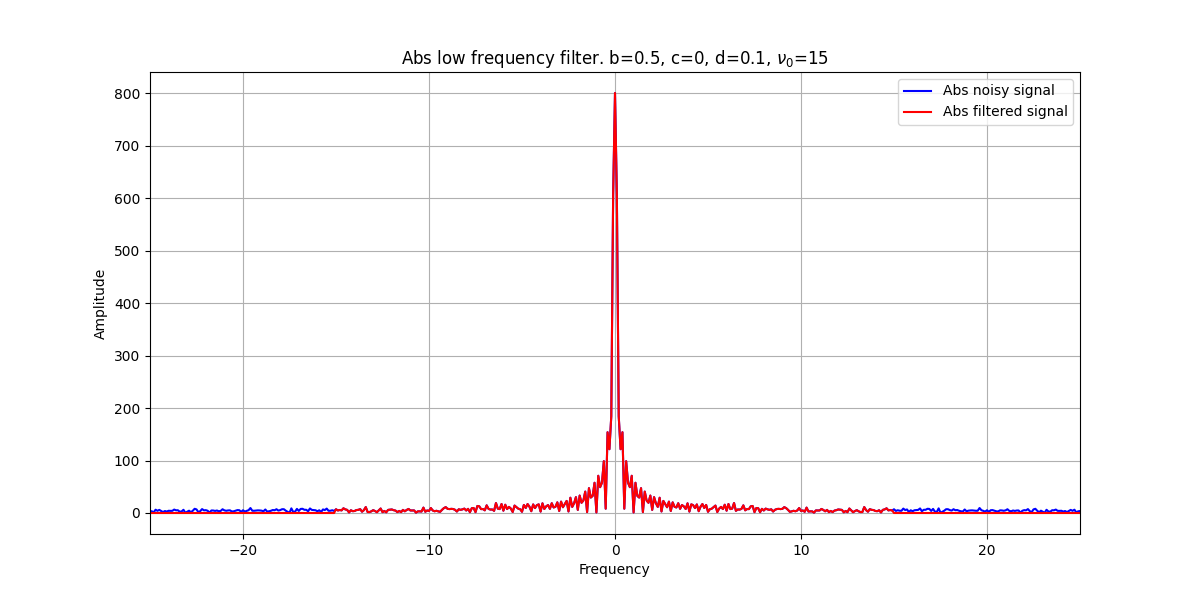 Abs low frequency filter. b=0.5, c=0, d=0.1, ν₀=15
Abs noisy signal
Abs filtered signal
Amplitude
800
700
600
500
400
300
200
100
0
−20 −10 0 10 20
Frequency